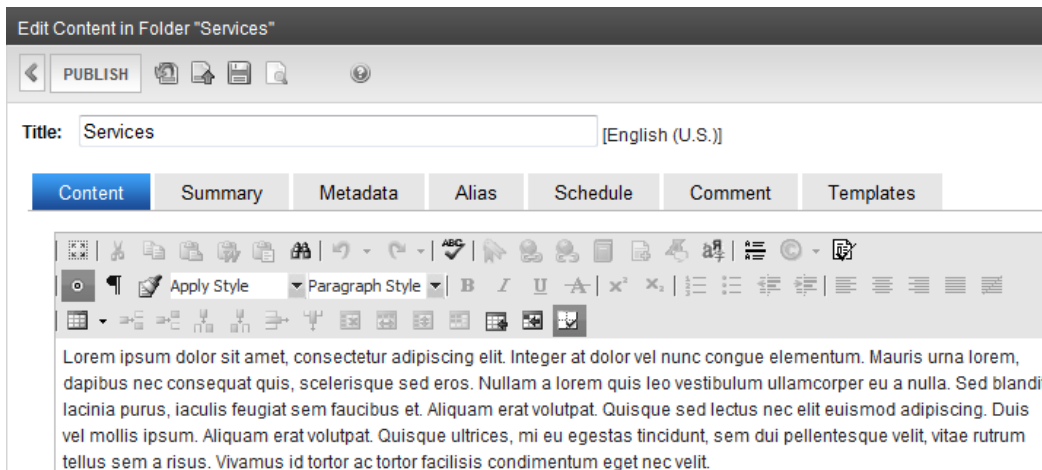 Edit Content in Folder "Services"
PUBLISH
Title: Services [English (U.S.)]
Content Summary Metadata Alias Schedule Comment Templates
ABC
Apply Style Paragraph Style B I U A x² x₂
Lorem ipsum dolor sit amet, consectetur adipiscing elit. Integer at dolor vel nunc congue elementum. Mauris urna lorem,
dapibus nec consequat quis, scelerisque sed eros. Nullam a lorem quis leo vestibulum ullamcorper eu a nulla. Sed blandit
lacinia purus, iaculis feugiat sem faucibus et. Aliquam erat volutpat. Quisque sed lectus nec elit euismod adipiscing. Duis
vel mollis ipsum. Aliquam erat volutpat. Quisque ultrices, mi eu egestas tincidunt, sem dui pellentesque velit, vitae rutrum
tellus sem a risus. Vivamus id tortor ac tortor facilisis condimentum eget nec velit.